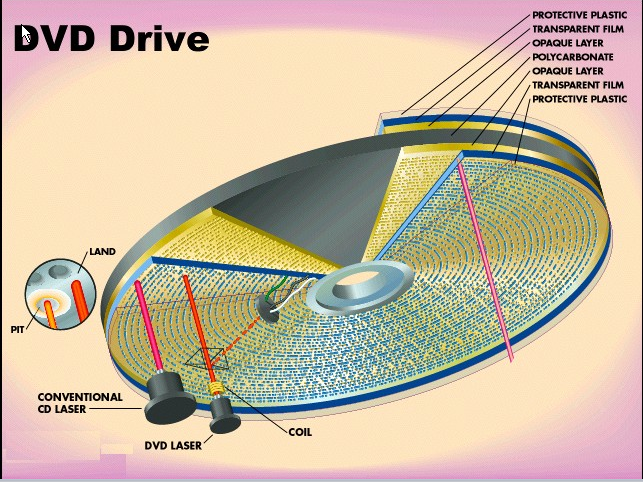 DVD Drive
PROTECTIVE PLASTIC
TRANSPARENT FILM
OPAQUE LAYER
POLYCARBONATE
OPAQUE LAYER
TRANSPARENT FILM
PROTECTIVE PLASTIC
LAND
PIT
CONVENTIONAL
CD LASER
DVD LASER
COIL